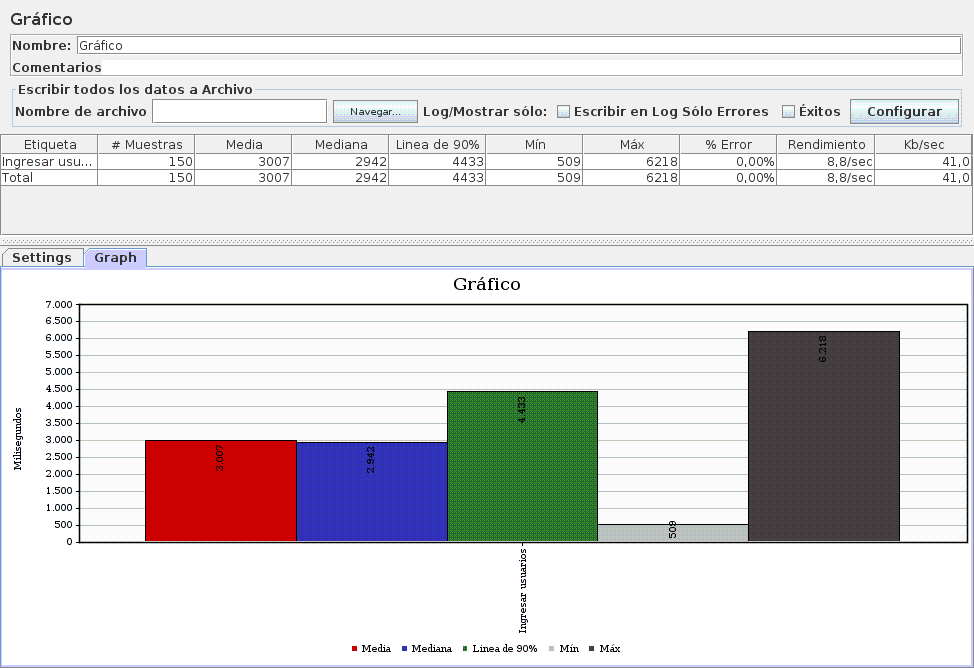 Gráfico
Nombre: Gráfico
Comentarios
Escribir todos los datos a Archivo
Nombre de archivo Navegar... Log/Mostrar sólo: Escribir en Log Sólo Errores Éxitos Configurar
Etiqueta # Muestras Media Mediana Linea de 90% Mín Máx % Error Rendimiento Kb/sec
Ingresar usu... 150 3007 2942 4433 509 6218 0,00% 8,8/sec 41,0
Total 150 3007 2942 4433 509 6218 0,00% 8,8/sec 41,0
Settings Graph
Gráfico
7.000
6.500
6.000
5.500
5.000
4.500
4.000
3.500
3.000
2.500
2.000
1.500
1.000
500
0
Milisegundos
3.007
2.942
4.433
509
6.218
Ingresar usuarios
Media Mediana Linea de 90% Mín Máx